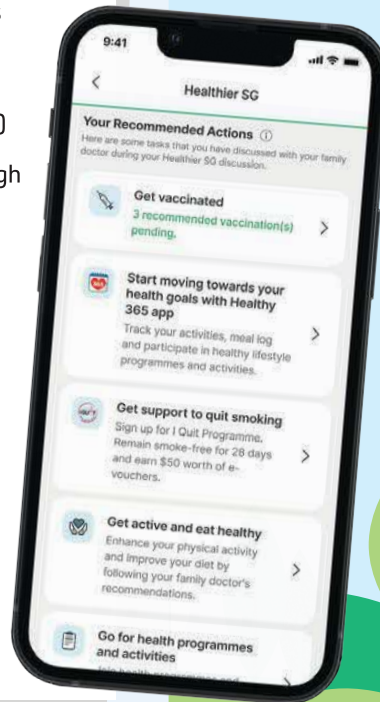 gh
9:41
Healthier SG
Your Recommended Actions
Here are some tasks that you have discussed with your family
doctor during your Healthier SG discussion.
Get vaccinated
3 recommended vaccination(s)
pending.
Start moving towards your
health goals with Healthy
365 app
Track your activities, meal log
and participate in healthy lifestyle
programmes and activities.
Get support to quit smoking
Sign up for I Quit Programme.
Remain smoke-free for 28 days
and earn $50 worth of e-
vouchers.
Get active and eat healthy
Enhance your physical activity
and improve your diet by
following your family doctor's
recommendations.
Go for health programmes
and activities